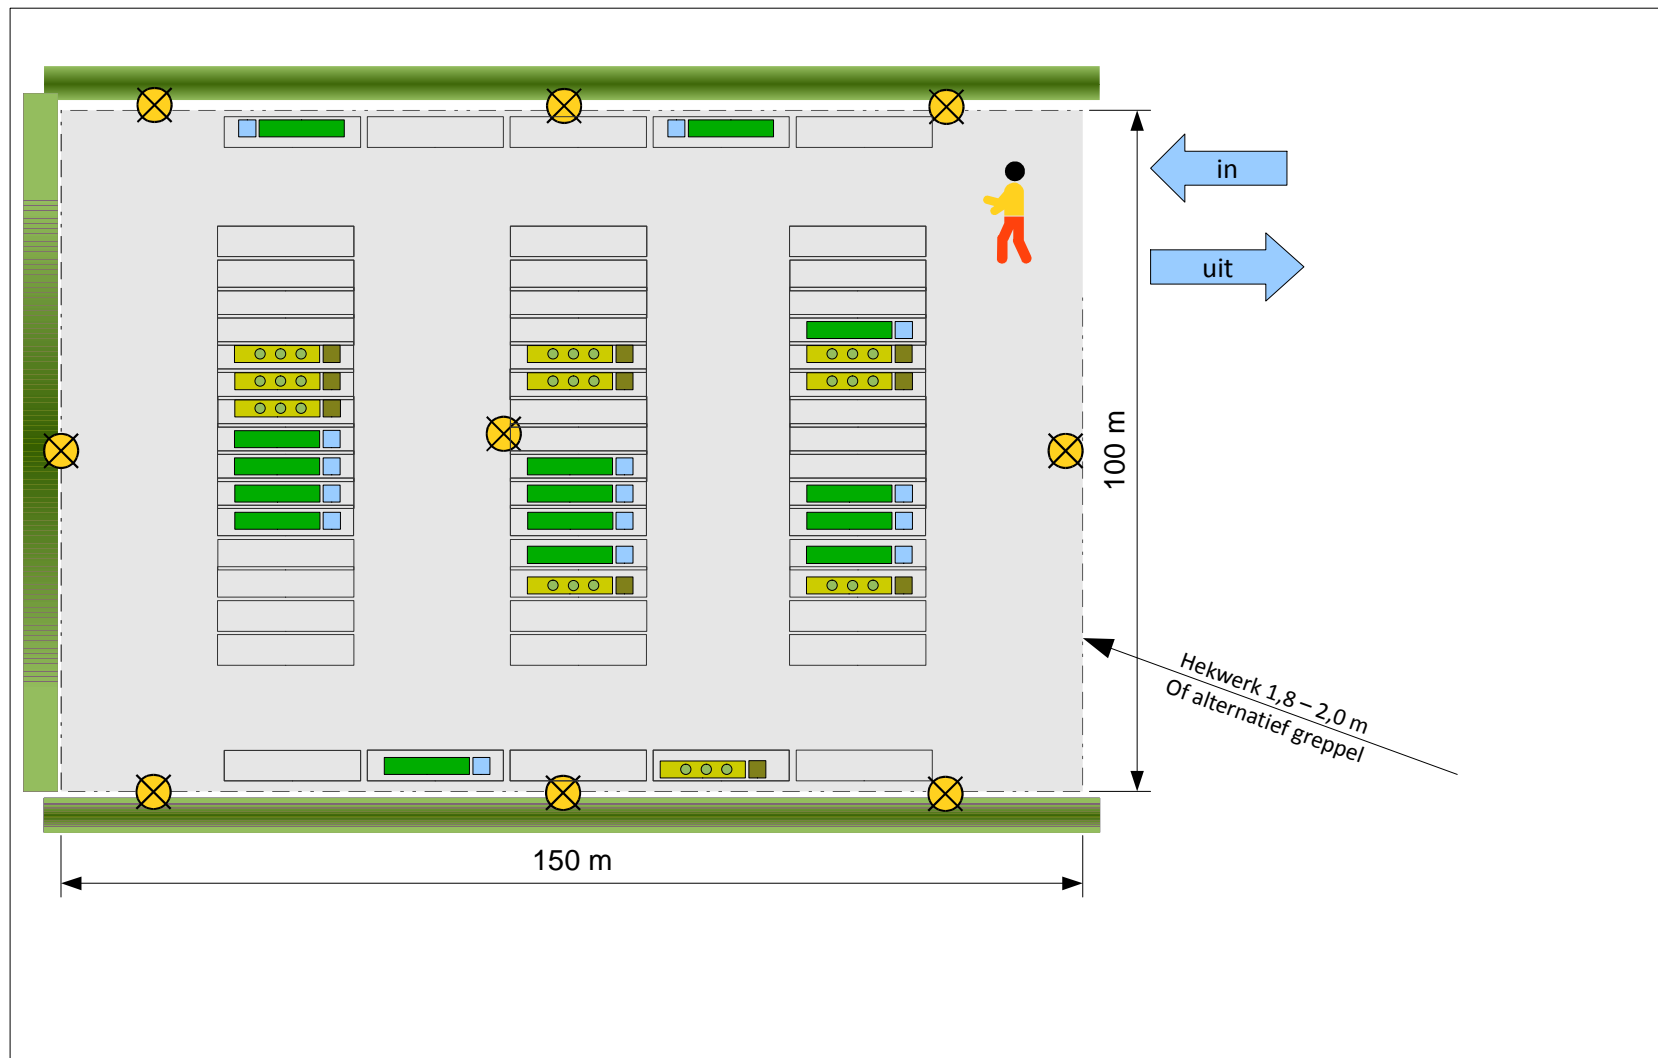 in
uit
100 m
Hekwerk 1,8 – 2,0 m
Of alternatief greppel
150 m